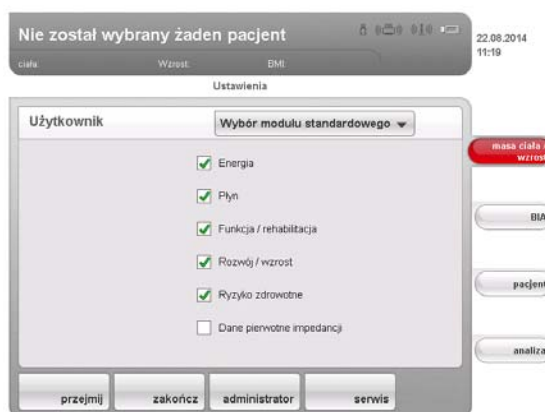 Nie został wybrany żaden pacjent
22.08.2014
11:19
ciała: Wzrost: BMI:
Ustawienia
Użytkownik
Wybór modułu standardowego
masa ciała
wzrost
Energia
Płyn
BIA
Funkcja / rehabilitacja
Rozwój / wzrost
pacjent
Ryzyko zdrowotne
Dane pierwotne impedancji
analiza
przejmij zakończ administrator serwis